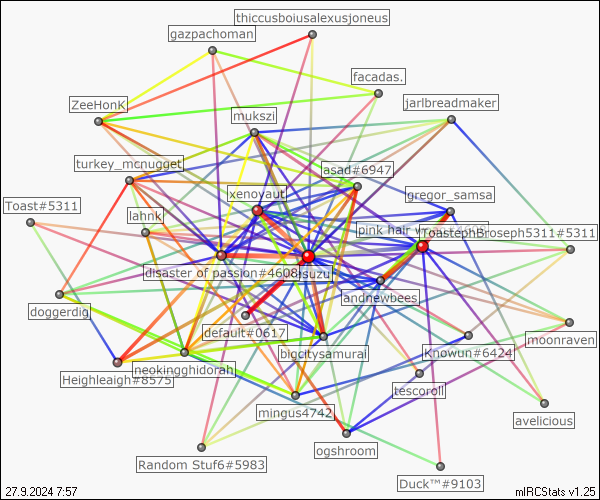 thiccusboiusalexusjoneus
gazpachoman
facadas.
ZeeHonK
jarlbreadmaker
mukszi
turkey_mcnugget
asad#6947
xenovaut
gregor_samsa
Toast#5311
lahnk
pink hair
ToastephBroseph5311#5311
disaster of passion#4608
rsuzu
andnewbees
doggerdig
default#0617
moonraven
bigcitysamurai
Knowun#6424
neokingghidorah
Heighleaigh#8575
tescoroll
mingus4742
avelicious
ogshroom
Random Stuf6#5983
Duck™#9103
27.9.2024 7:57
mIRCStats v1.25